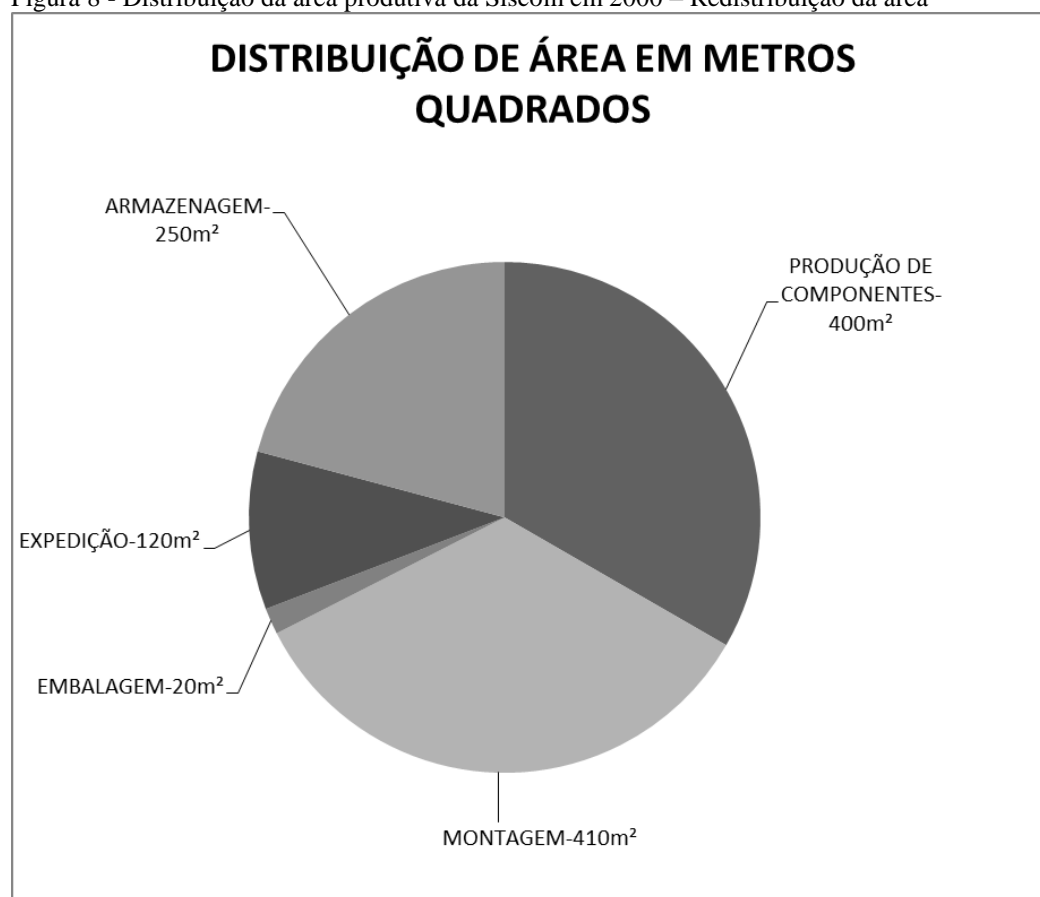 Figura 8 - Distribuição da área produtiva da Siscom em 2000 – Redistribuição da área
DISTRIBUIÇÃO DE ÁREA EM METROS
QUADRADOS
ARMAZENAGEM-
250m²
PRODUÇÃO DE
COMPONENTES-
400m²
EXPEDIÇÃO-120m²
EMBALAGEM-20m²
MONTAGEM-410m²